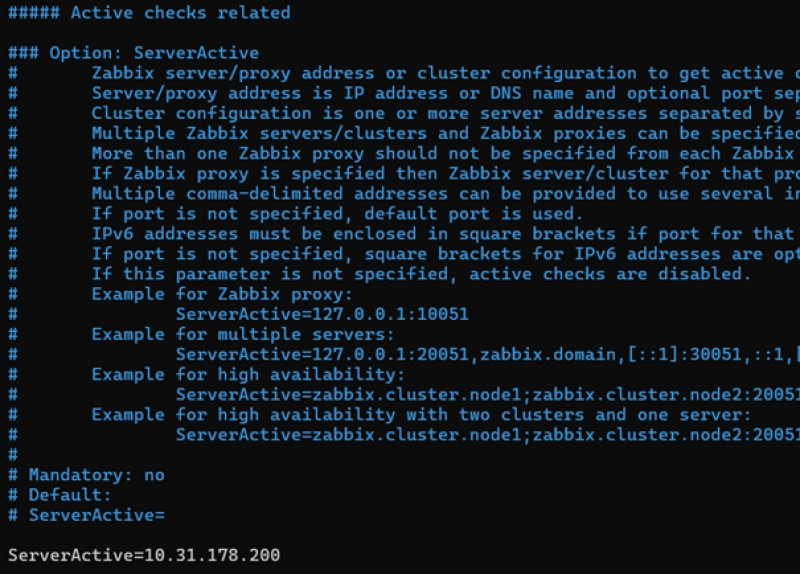 ##### Active checks related
### Option: ServerActive
# Zabbix server/proxy address or cluster configuration to get active
# Server/proxy address is IP address or DNS name and optional port sep
# Cluster configuration is one or more server addresses separated by s
# Multiple Zabbix servers/clusters and Zabbix proxies can be specified
# More than one Zabbix proxy should not be specified from each Zabbix
# If Zabbix proxy is specified then Zabbix server/cluster for that pro
# Multiple comma-delimited addresses can be provided to use several in
# If port is not specified, default port is used.
# IPv6 addresses must be enclosed in square brackets if port for that
# If port is not specified, square brackets for IPv6 addresses are opt
# If this parameter is not specified, active checks are disabled.
# Example for Zabbix proxy:
# ServerActive=127.0.0.1:10051
# Example for multiple servers:
# ServerActive=127.0.0.1:20051,zabbix.domain,[::1]:30051,::1,[
# Example for high availability:
# ServerActive=zabbix.cluster.node1;zabbix.cluster.node2:20051
# Example for high availability with two clusters and one server:
# ServerActive=zabbix.cluster.node1;zabbix.cluster.node2:20051
#
# Mandatory: no
# Default:
# ServerActive=
ServerActive=10.31.178.200